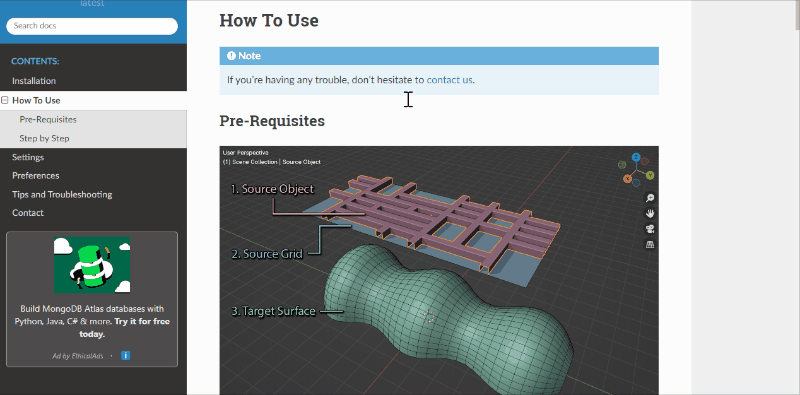 latest
Search docs
CONTENTS:
Installation
How To Use
Pre-Requisites
Step by Step
Settings
Preferences
Tips and Troubleshooting
Contact
Build MongoDB Atlas databases with
Python, Java, C# & more. Try it for free
today.
Ad by EthicalAds
How To Use
Note
If you're having any trouble, don't hesitate to contact us.
Pre-Requisites
User Perspective
(1) Scene Collection | Source Object
1. Source Object
2. Source Grid
3. Target Surface